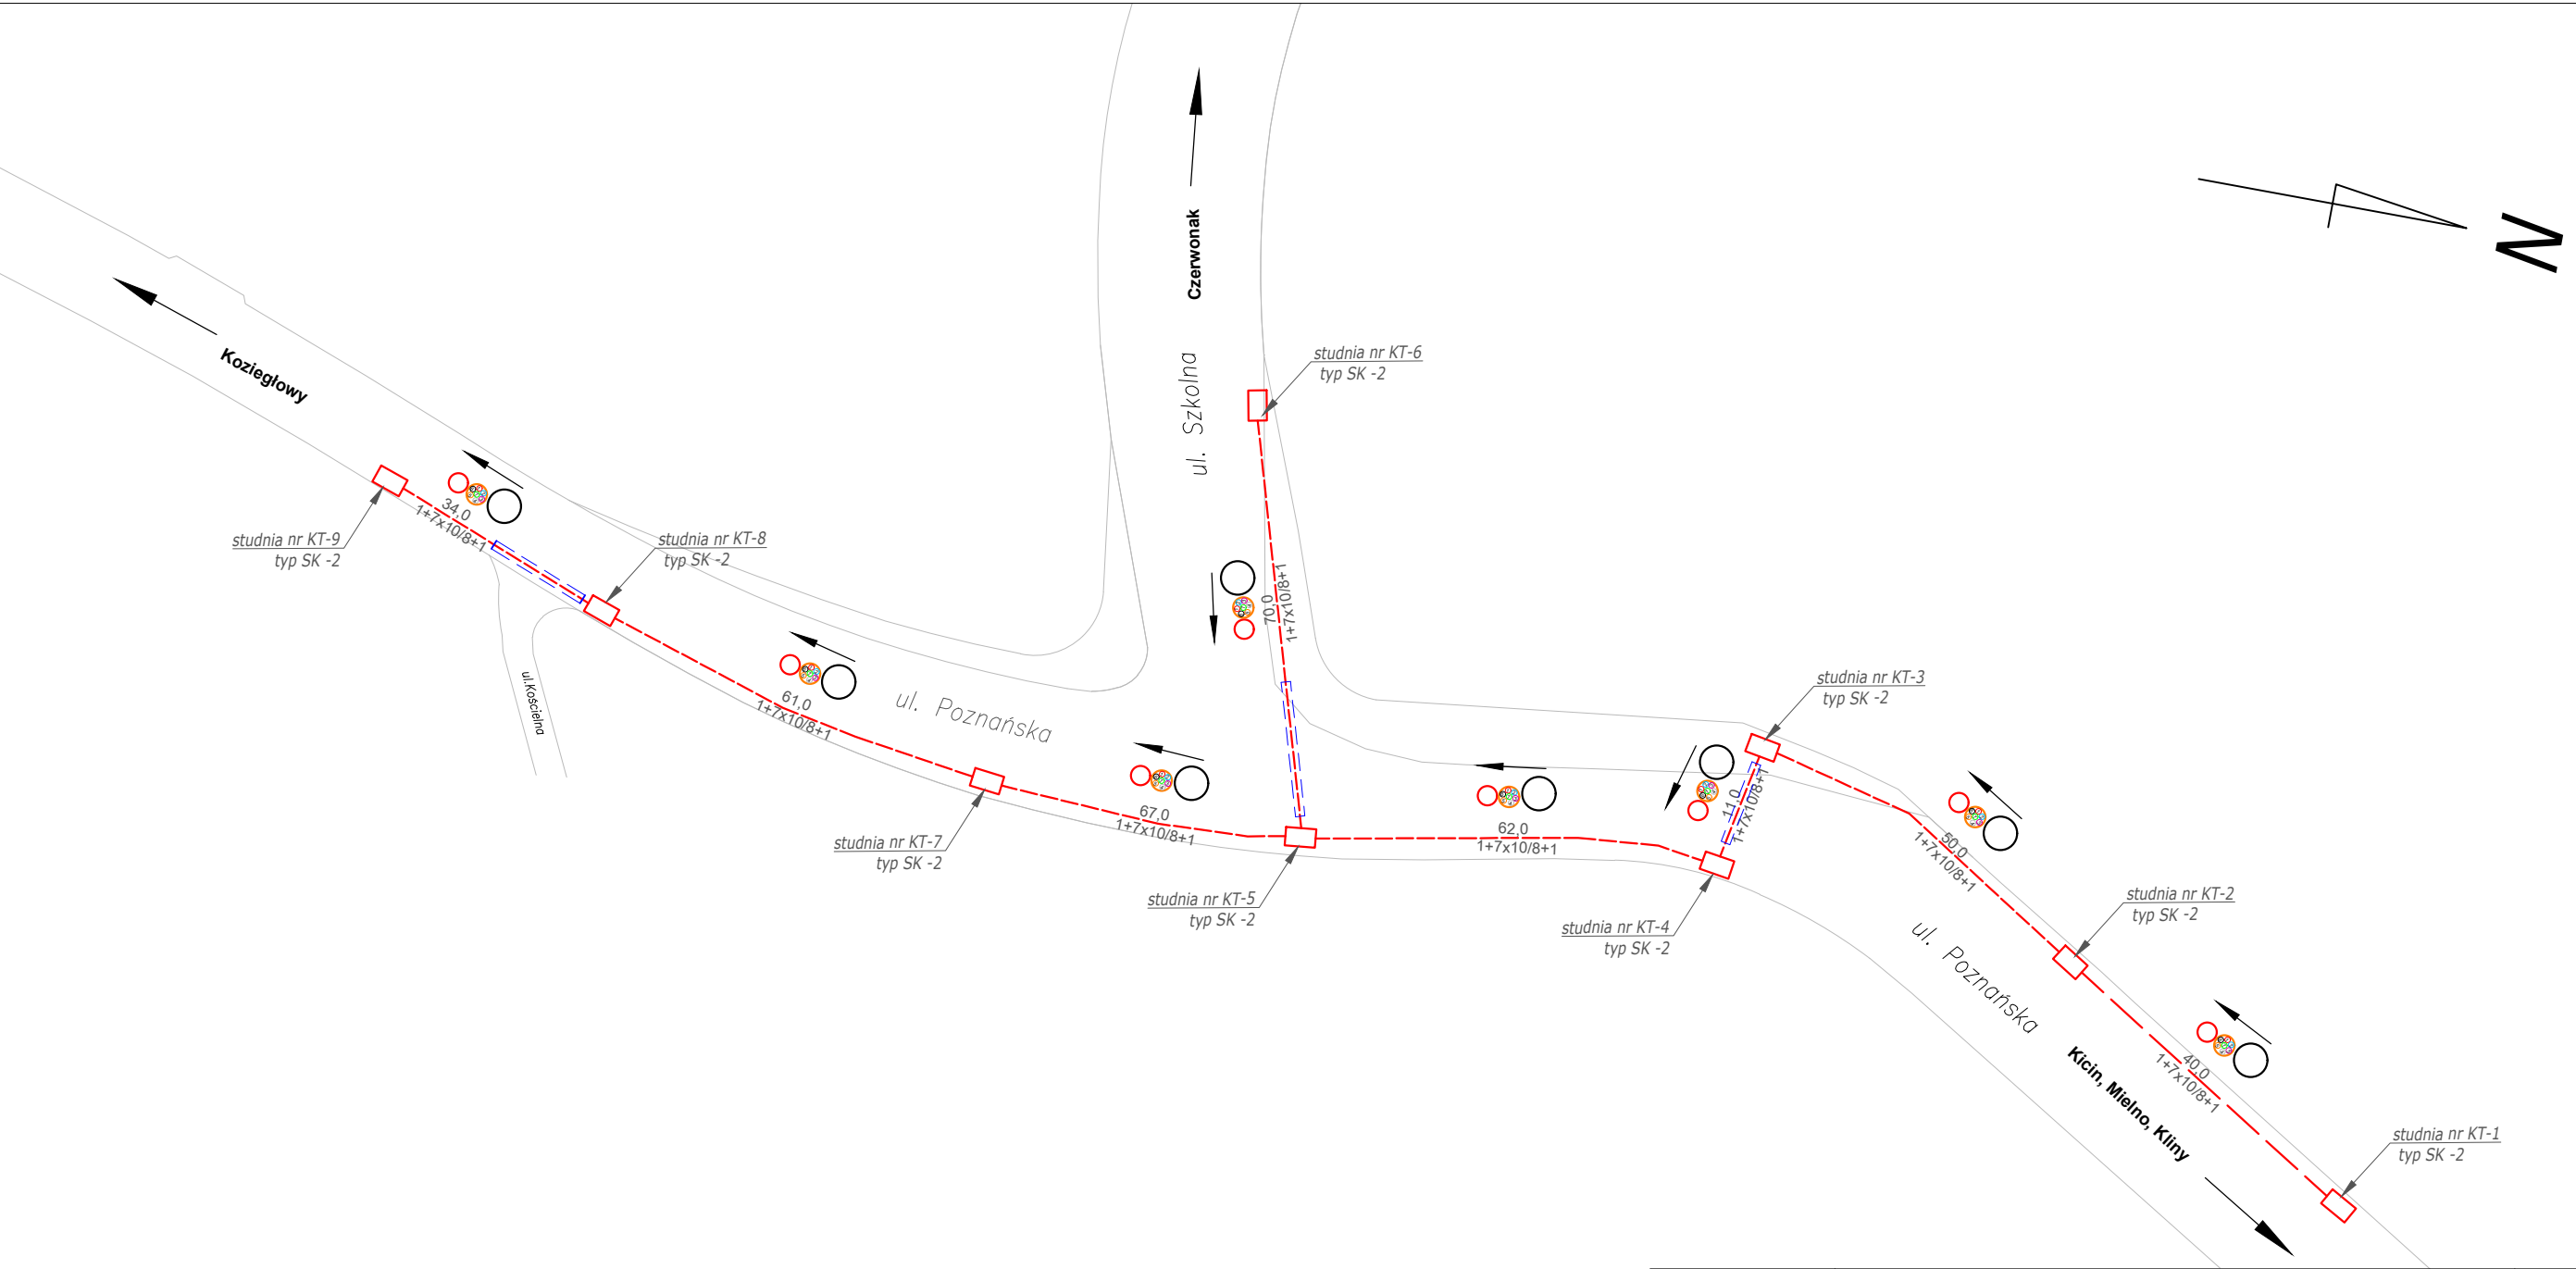 Czerwonak
N
ul. Szkolna
studnia nr KT-6
typ SK -2
Koziegłowy
34,0
1+7x10/8+1
studnia nr KT-9
typ SK -2
studnia nr KT-8
typ SK -2
70,0
1+7x10/8+1
ul.Kościelna
61,0
1+7x10/8+1
ul. Poznańska
studnia nr KT-3
typ SK -2
67,0
1+7x10/8+1
62,0
1+7x10/8+1
11,0
1+7x10/8+1
50,0
1+7x10/8+1
studnia nr KT-7
typ SK -2
studnia nr KT-5
typ SK -2
studnia nr KT-4
typ SK -2
studnia nr KT-2
typ SK -2
ul. Poznańska
Kicin, Mielno, Kliny
40,0
1+7x10/8+1
studnia nr KT-1
typ SK -2